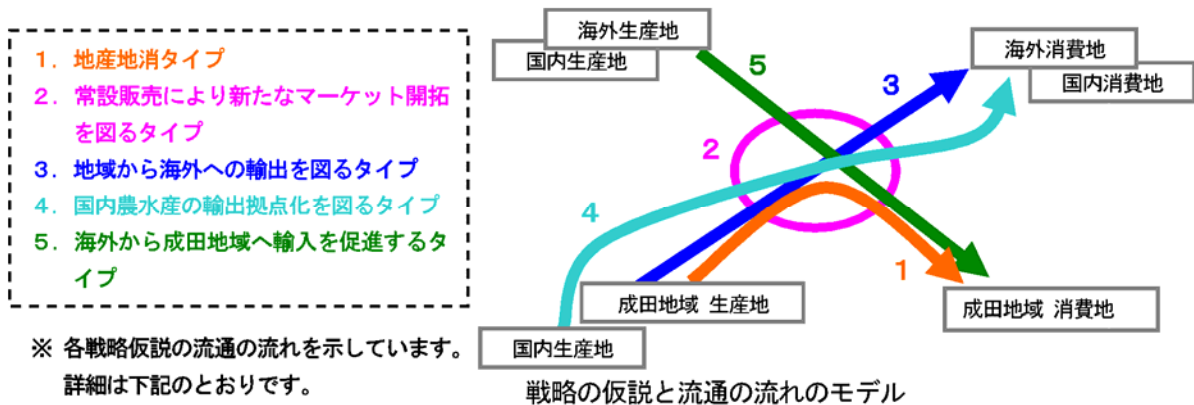 1．地産地消タイプ
2．常設販売により新たなマーケット開拓
を図るタイプ
3．地域から海外への輸出を図るタイプ
4．国内農水産の輸出拠点化を図るタイプ
5．海外から成田地域へ輸入を促進するタ
イプ
※ 各戦略仮説の流通の流れを示しています。
詳細は下記のとおりです。
海外生産地
国内生産地
海外消費地
国内消費地
5
3
2
4
1
成田地域 生産地
成田地域 消費地
国内生産地
戦略の仮説と流通の流れのモデル